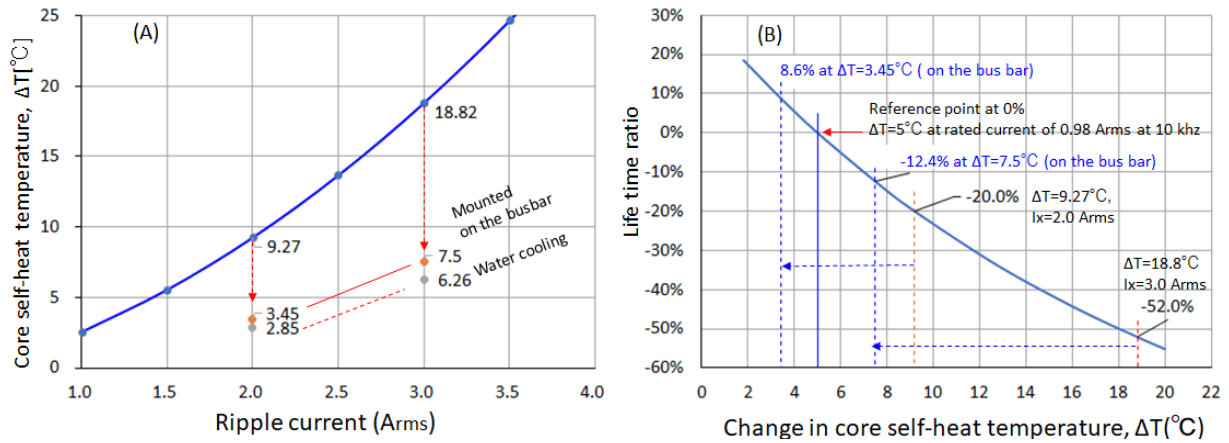 (A)
Core self-heat temperature, ΔT[℃]
25
20
15
10
5
0
18.82
9.27
Mounted
on the busbar
7.5
Water cooling
6.26
3.45
2.85
1.0
1.5
2.0
2.5
3.0
3.5
4.0
Ripple current (Arms)
(B)
Life time ratio
30%
20%
10%
0%
-10%
-20%
-30%
-40%
-50%
-60%
8.6% at ΔT=3.45℃ ( on the bus bar)
Reference point at 0%
ΔT=5℃ at rated current of 0.98 Arms at 10 khz
-12.4% at ΔT=7.5℃ (on the bus bar)
-20.0%
ΔT=9.27℃,
Ix=2.0 Arms
ΔT=18.8℃
Ix=3.0 Arms
-52.0%
0
2
4
6
8
10
12
14
16
18
20
22
Change in core self-heat temperature, ΔT(℃)